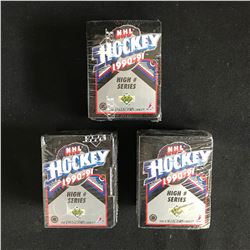 NHL
HOCKEY
1990-91
HIGH #
SERIES
NHL
HOCKEY
1990-91
HIGH #
SERIES
NHL
HOCKEY
1990-91
HIGH #
SERIES